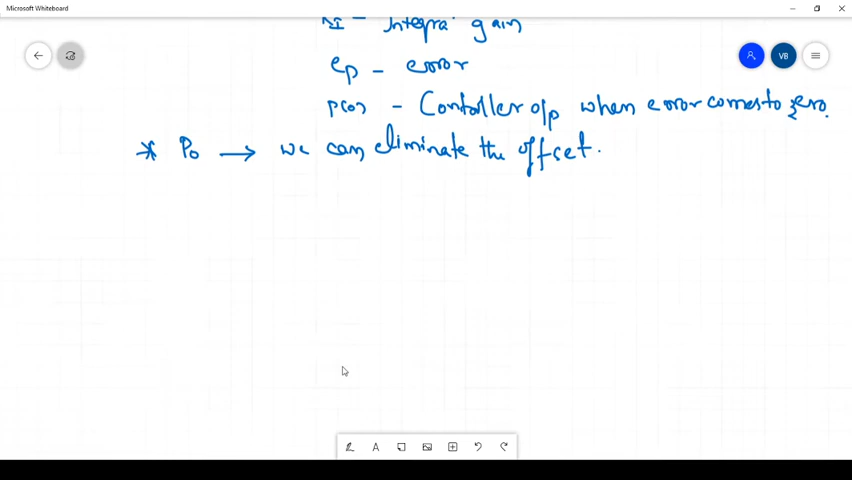 Microsoft Whiteboard
VB
KI - Integral gain
ep - error
p(0) - Controller o/p when error comes to zero.
* P0 → we can eliminate the offset.
A